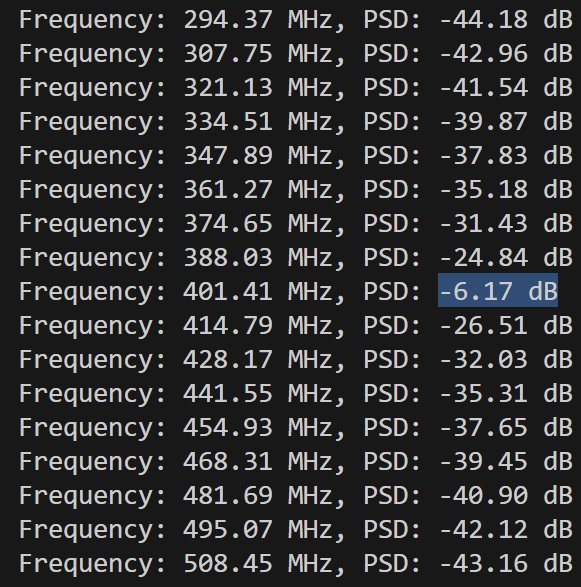 Frequency: 294.37 MHz, PSD: -44.18 dB
Frequency: 307.75 MHz, PSD: -42.96 dB
Frequency: 321.13 MHz, PSD: -41.54 dB
Frequency: 334.51 MHz, PSD: -39.87 dB
Frequency: 347.89 MHz, PSD: -37.83 dB
Frequency: 361.27 MHz, PSD: -35.18 dB
Frequency: 374.65 MHz, PSD: -31.43 dB
Frequency: 388.03 MHz, PSD: -24.84 dB
Frequency: 401.41 MHz, PSD: -6.17 dB
Frequency: 414.79 MHz, PSD: -26.51 dB
Frequency: 428.17 MHz, PSD: -32.03 dB
Frequency: 441.55 MHz, PSD: -35.31 dB
Frequency: 454.93 MHz, PSD: -37.65 dB
Frequency: 468.31 MHz, PSD: -39.45 dB
Frequency: 481.69 MHz, PSD: -40.90 dB
Frequency: 495.07 MHz, PSD: -42.12 dB
Frequency: 508.45 MHz, PSD: -43.16 dB